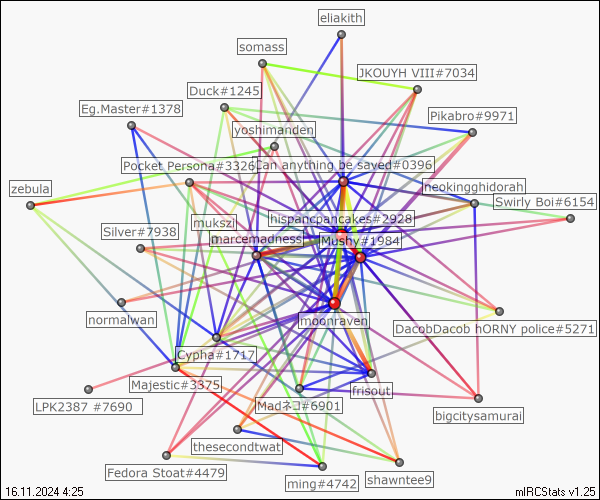 eliakith
somass
JKOUYH VIII#7034
Duck#1245
Eg.Master#1378
Pikabro#9971
yoshimanden
Pocket Persona#3326
Can anything be saved#0396
zebula
neokingghidorah
Swirly Boi#6154
mukszi
hispancpancakes#2928
Silver#7938
marcemadness
Mushy#1984
normalwan
moonraven
DacobDacob hORNY police#5271
Cypha#1717
Majestic#3375
frisout
LPK2387 #7690
Madネヨ#6901
bigcitysamurai
thesecondtwat
Fedora Stoat#4479
shawntee9
ming#4742
16.11.2024 4:25
mIRCStats v1.25